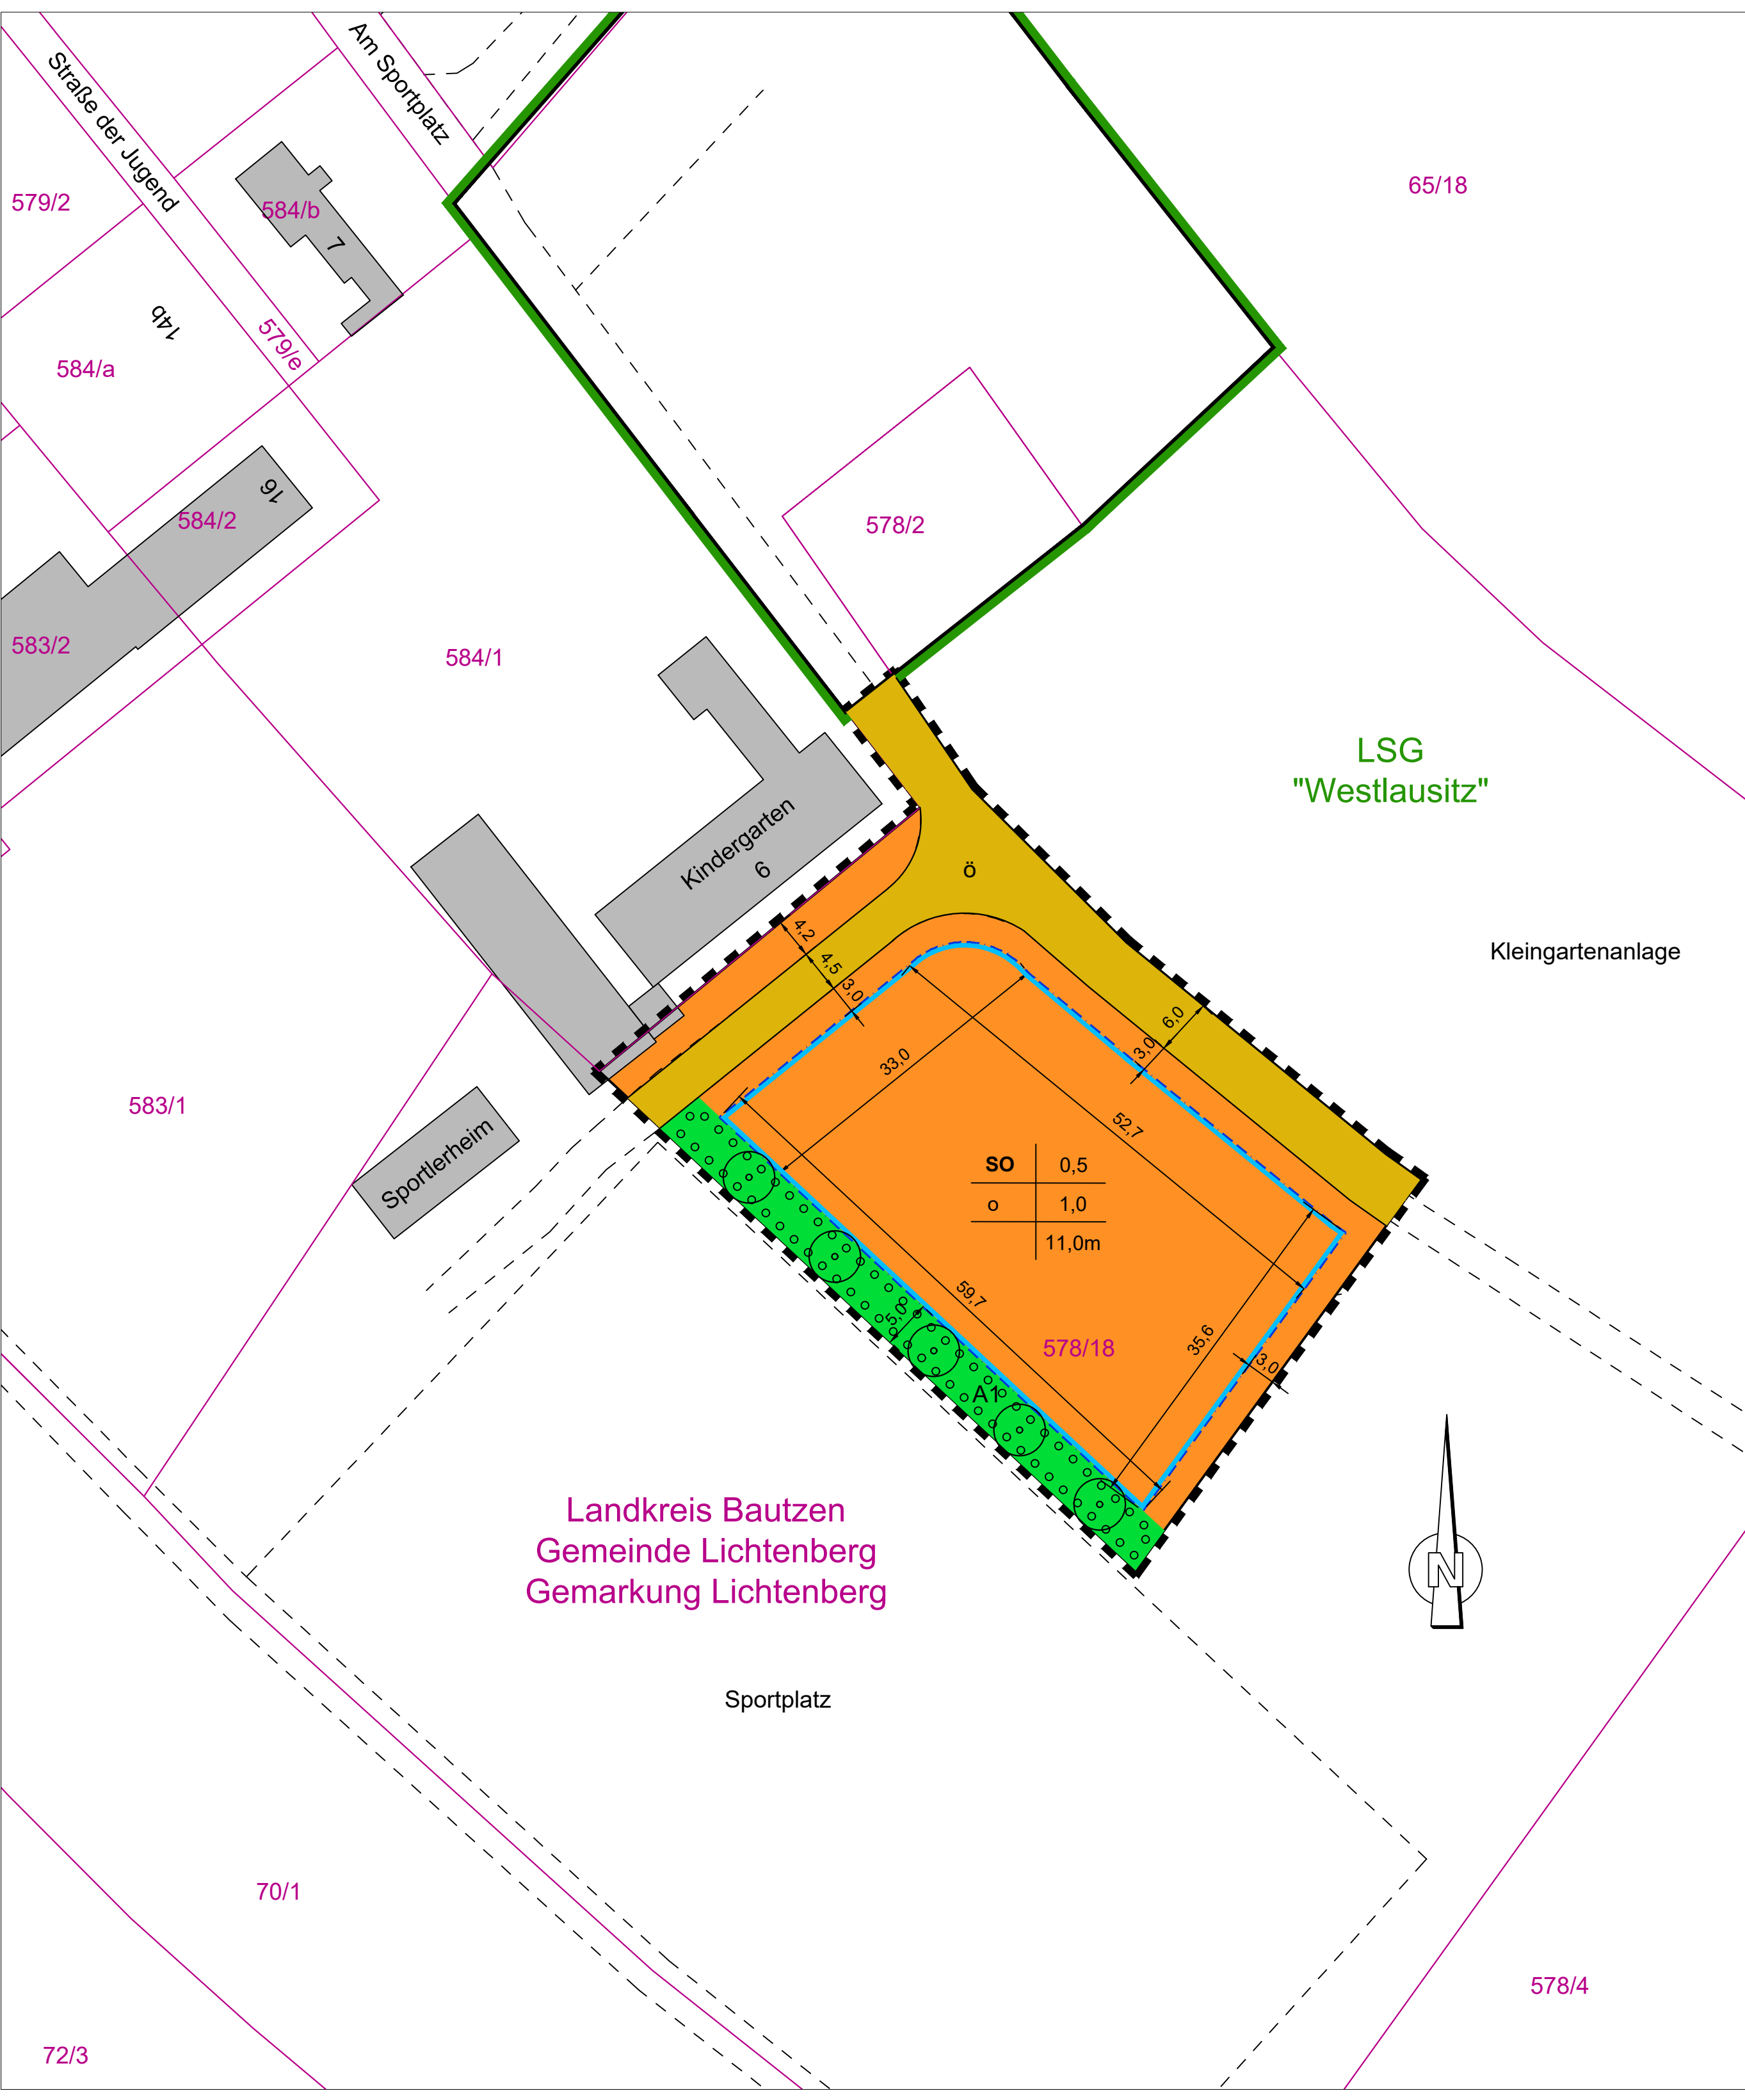 Straße der Jugend
Am Sportplatz
579/2
584/b
7
65/18
14b
579/e
584/a
16
584/2
578/2
583/2
584/1
LSG
"Westlausitz"
Kindergarten
6
ö
Kleingartenanlage
4,2
4,5
3,0
6,0
3,0
33,0
52,7
583/1
Sportlerheim
SO 0,5
o 1,0
11,0m
59,7
5,0
578/18
35,6
3,0
A1
Landkreis Bautzen
Gemeinde Lichtenberg
Gemarkung Lichtenberg
N
Sportplatz
70/1
578/4
72/3